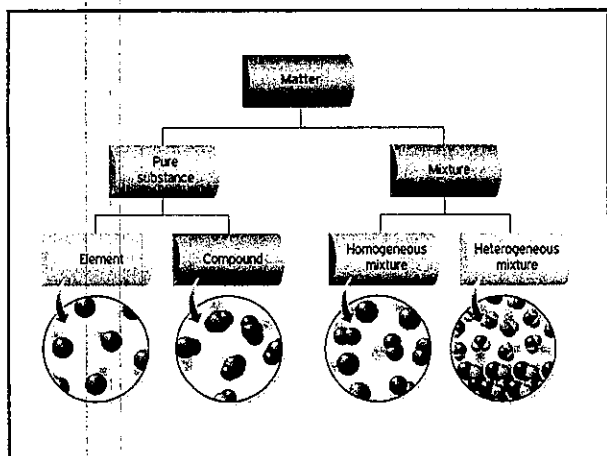 Matter
Pure
substance
Mixture
Element
Compound
Homogeneous
mixture
Heterogeneous
mixture